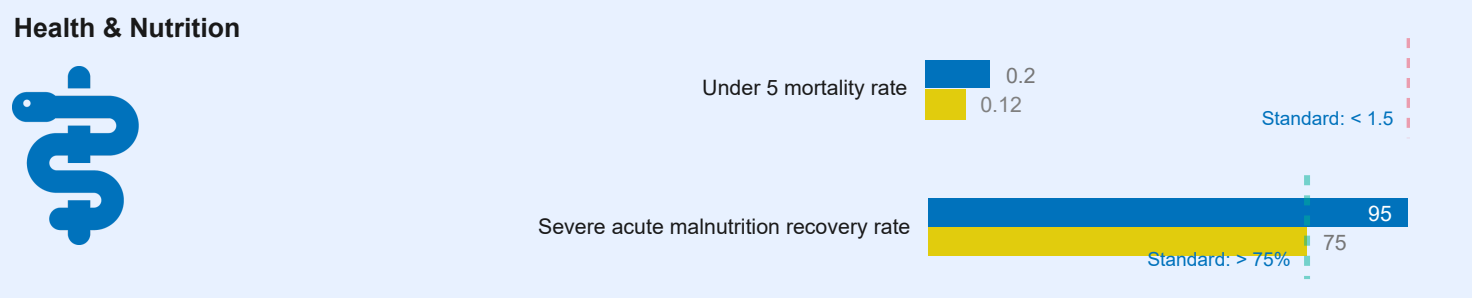 Health & Nutrition
Under 5 mortality rate
0.2
0.12
Standard: < 1.5
Severe acute malnutrition recovery rate
95
75
Standard: > 75%